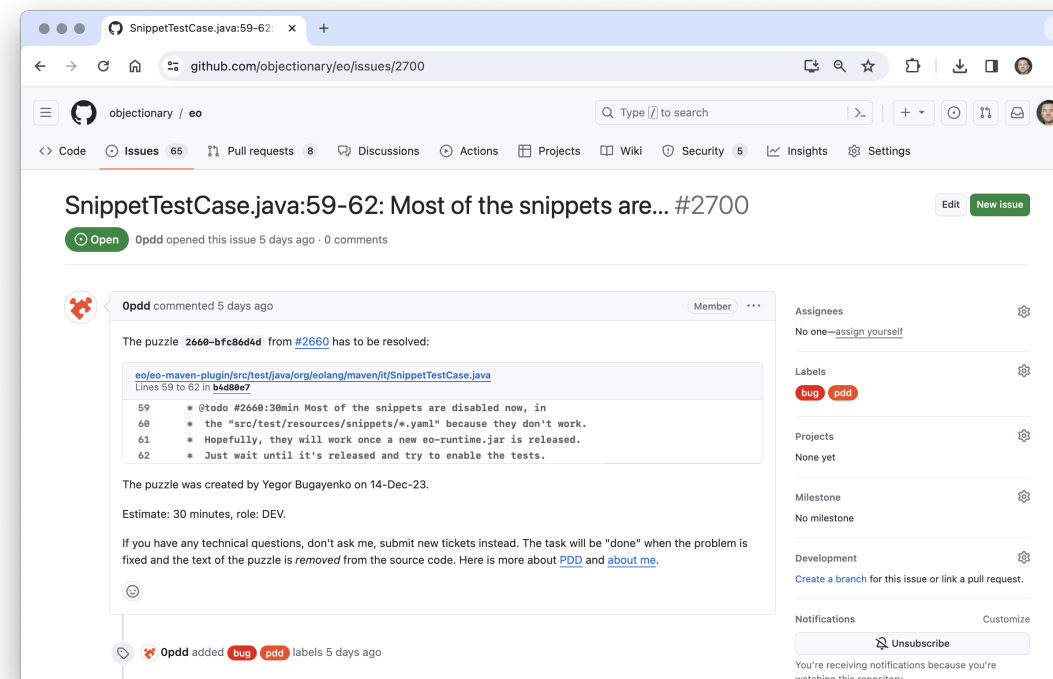 SnippetTestCase.java:59-62:
github.com/objectionary/eo/issues/2700
objectionary / eo
Type / to search
Code Issues 65 Pull requests 8 Discussions Actions Projects Wiki Security 5 Insights Settings
SnippetTestCase.java:59-62: Most of the snippets are... #2700
Edit New issue
Open 0pdd opened this issue 5 days ago · 0 comments
0pdd commented 5 days ago Member
The puzzle 2660-bfc86d4d from #2660 has to be resolved:
eo/eo-maven-plugin/src/test/java/org/eolang/maven/it/SnippetTestCase.java
Lines 59 to 62 in b4d80e7
59 * @todo #2660:30min Most of the snippets are disabled now, in
60 * the "src/test/resources/snippets/*.yaml" because they don't work.
61 * Hopefully, they will work once a new eo-runtime.jar is released.
62 * Just wait until it's released and try to enable the tests.
The puzzle was created by Yegor Bugayenko on 14-Dec-23.
Estimate: 30 minutes, role: DEV.
If you have any technical questions, don't ask me, submit new tickets instead. The task will be "done" when the problem is
fixed and the text of the puzzle is removed from the source code. Here is more about PDD and about me.
0pdd added bug pdd labels 5 days ago
Assignees
No one—assign yourself
Labels
bug pdd
Projects
None yet
Milestone
No milestone
Development
Create a branch for this issue or link a pull request.
Notifications Customize
Unsubscribe
You're receiving notifications because you're
watching this repository.